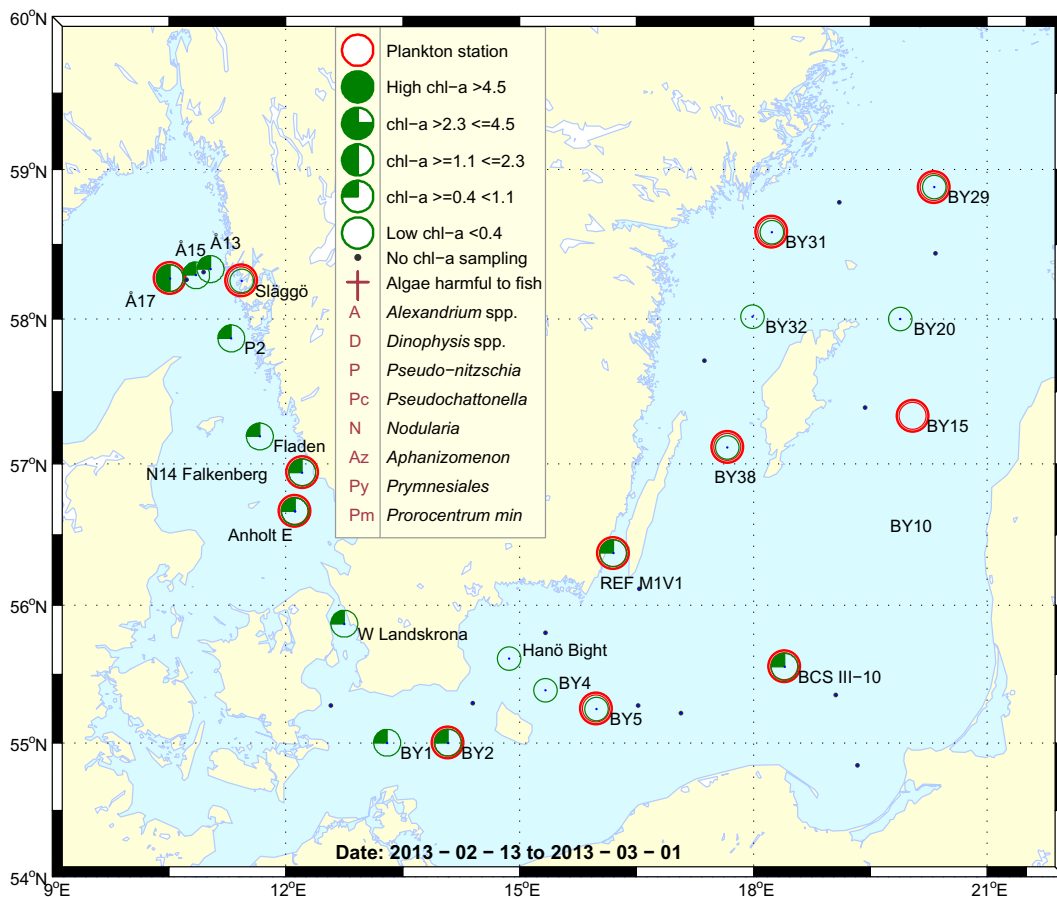 60°N
59°N
58°N
57°N
56°N
55°N
54°N
9°E
12°E
15°E
18°E
21°E
Plankton station
High chl−a >4.5
chl−a >2.3 <=4.5
chl−a >=1.1 <=2.3
chl−a >=0.4 <1.1
Low chl−a <0.4
No chl−a sampling
Algae harmful to fish
A Alexandrium spp.
D Dinophysis spp.
P Pseudo−nitzschia
Pc Pseudochattonella
N Nodularia
Az Aphanizomenon
Py Prymnesiales
Pm Prorocentrum min
BY29
BY31
Å13
Å15
Släggö
Å17
BY32
BY20
P2
BY15
Fladen
N14 Falkenberg
BY38
Anholt E
BY10
REF M1V1
W Landskrona
Hanö Bight
BCS III−10
BY4
BY5
BY1
BY2
Date: 2013 − 02 − 13 to 2013 − 03 − 01